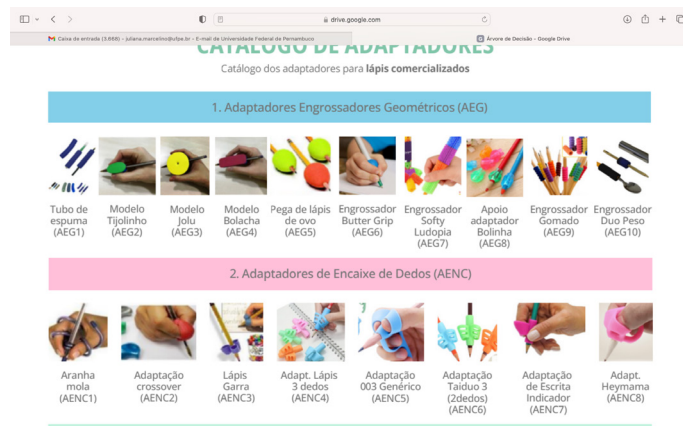 drive.google.com
Caixa de entrada (3.668) - juliana.marcelino@ufpe.br - E-mail de Universidade Federal de Pernambuco
Árvore de Decisão - Google Drive
CATÁLOGO DE ADAPTADORES
Catálogo dos adaptadores para lápis comercializados
1. Adaptadores Engrossadores Geométricos (AEG)
Tubo de espuma (AEG1)
Modelo Tijolinho (AEG2)
Modelo Jolu (AEG3)
Modelo Bolacha (AEG4)
Pega de lápis de ovo (AEG5)
Engrossador Butter Grip (AEG6)
Engrossador Softy Ludopia (AEG7)
Apoio adaptador Bolinha (AEG8)
Engrossador Gomado (AEG9)
Engrossador Duo Peso (AEG10)
2. Adaptadores de Encaixe de Dedos (AENC)
Aranha mola (AENC1)
Adaptação crossover (AENC2)
Lápis Garra (AENC3)
Adapt. Lápis 3 dedos (AENC4)
Adaptação 003 Genérico (AENC5)
Adaptação Taiduo 3 (2dedos) (AENC6)
Adaptação de Escrita Indicador (AENC7)
Adapt. Heymama (AENC8)